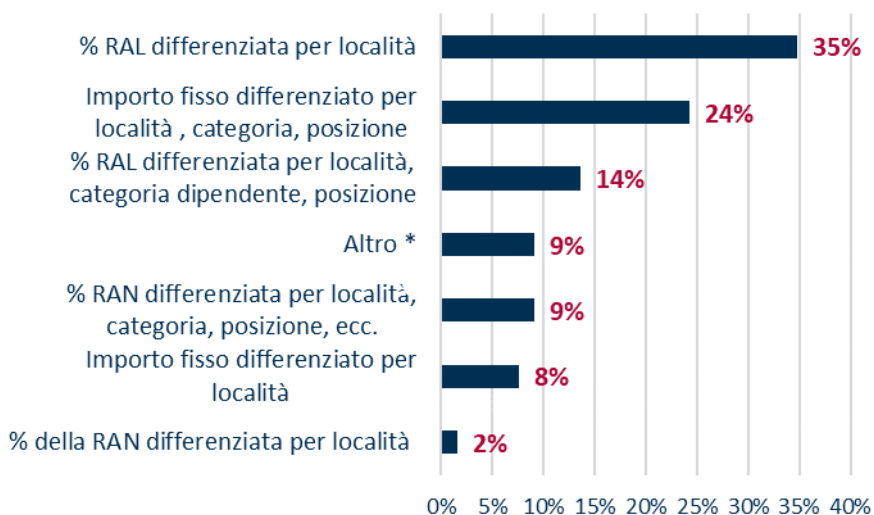 % RAL differenziata per località
35%
Importo fisso differenziato per
località , categoria, posizione
24%
% RAL differenziata per località,
categoria dipendente, posizione
14%
Altro *
9%
% RAN differenziata per località,
categoria, posizione, ecc.
9%
Importo fisso differenziato per
località
8%
% della RAN differenziata per località
2%
0% 5% 10% 15% 20% 25% 30% 35% 40%